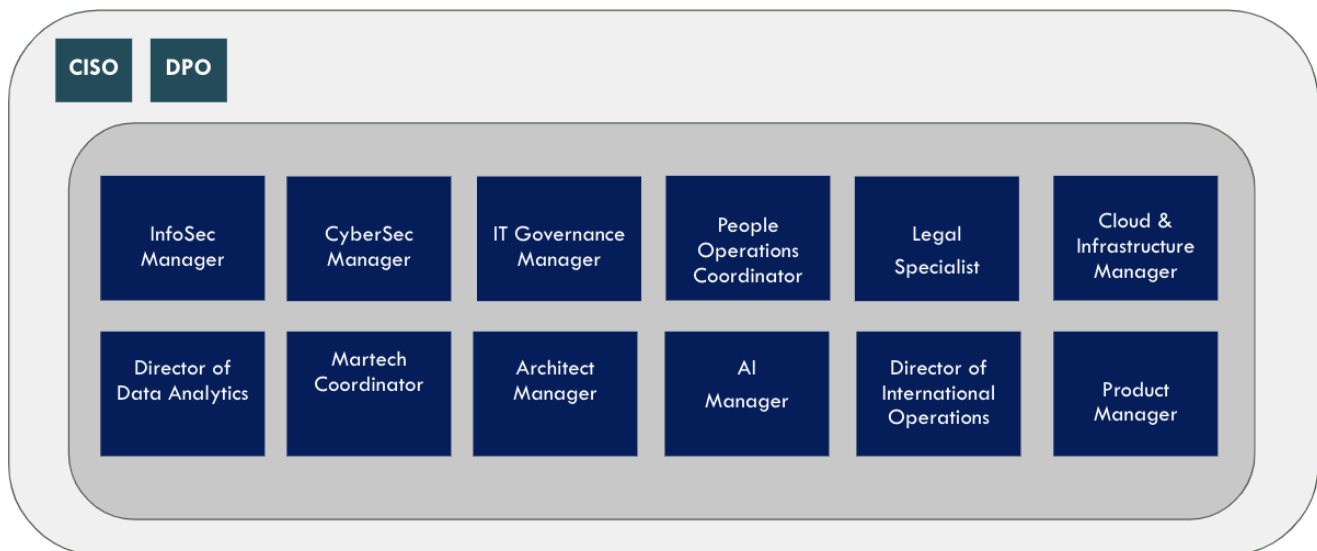 CISO
DPO
InfoSec
Manager
CyberSec
Manager
IT Governance
Manager
People
Operations
Coordinator
Legal
Specialist
Cloud &
Infrastructure
Manager
Director of
Data Analytics
Martech
Coordinator
Architect
Manager
AI
Manager
Director of
International
Operations
Product
Manager